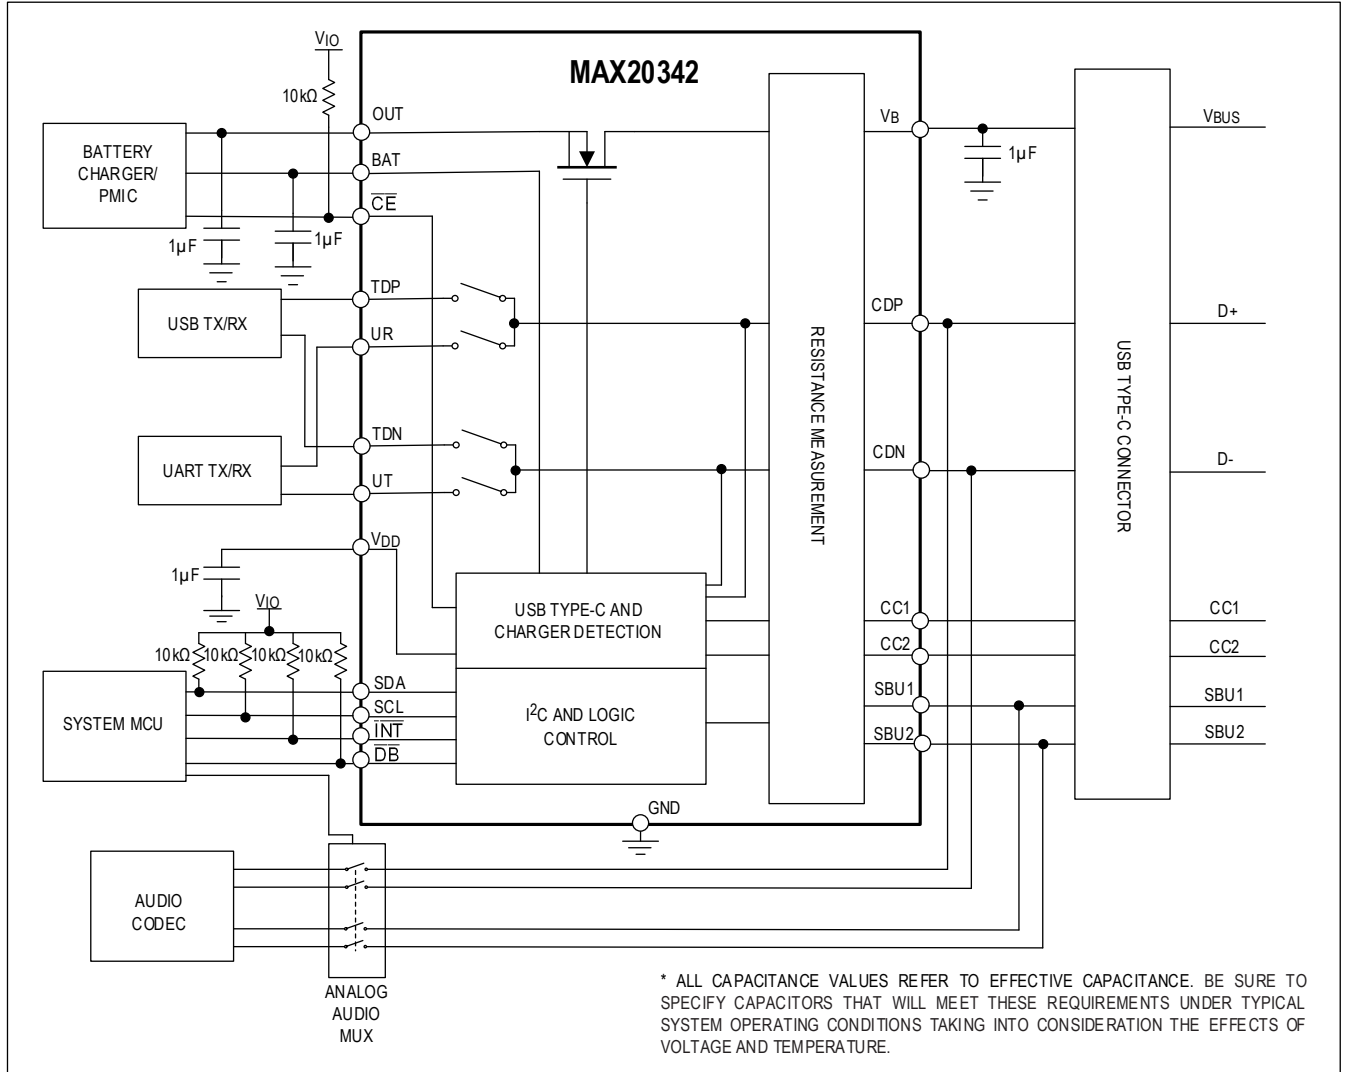 MAX20342
VIO
10kΩ
OUT
BAT
CE
BATTERY
CHARGER/
PMIC
1µF
1µF
VB
1µF
VBUS
TDP
UR
USB TX/RX
CDP
D+
TDN
UT
UART TX/RX
CDN
D-
RESISTANCE MEASUREMENT
USB TYPE-C CONNECTOR
VDD
1µF
USB TYPE-C AND
CHARGER DETECTION
CC1
CC2
CC1
CC2
VIO
10kΩ 10kΩ 10kΩ 10kΩ
SYSTEM MCU
SDA
SCL
INT
DB
I2C AND LOGIC
CONTROL
SBU1
SBU2
SBU1
SBU2
GND
AUDIO
CODEC
ANALOG
AUDIO
MUX
* ALL CAPACITANCE VALUES REFER TO EFFECTIVE CAPACITANCE. BE SURE TO
SPECIFY CAPACITORS THAT WILL MEET THESE REQUIREMENTS UNDER TYPICAL
SYSTEM OPERATING CONDITIONS TAKING INTO CONSIDERATION THE EFFECTS OF
VOLTAGE AND TEMPERATURE.